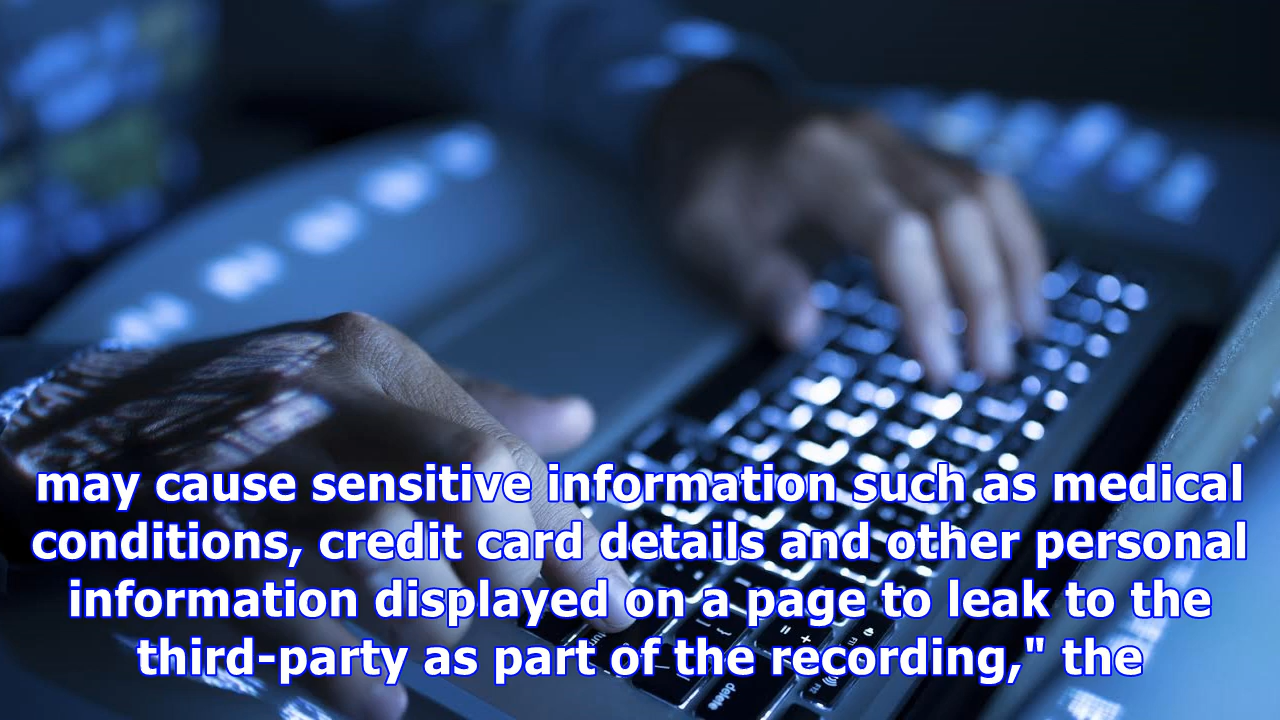 may cause sensitive information such as medical
conditions, credit card details and other personal
information displayed on a page to leak to the
third-party as part of the recording," the
delete